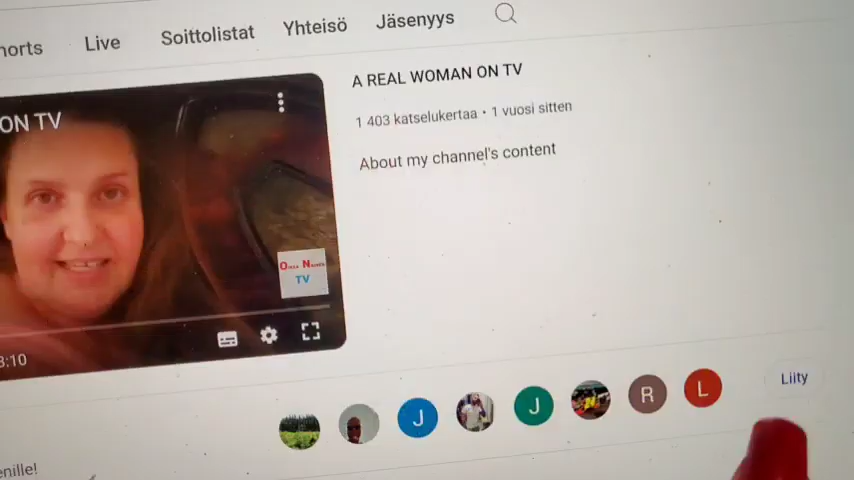 horts Live Soittolistat Yhteisö Jäsenyys
ON TV
A REAL WOMAN ON TV
1 403 katselukertaa • 1 vuosi sitten
About my channel's content
TV
3:10
J J R L
Liity
enille!